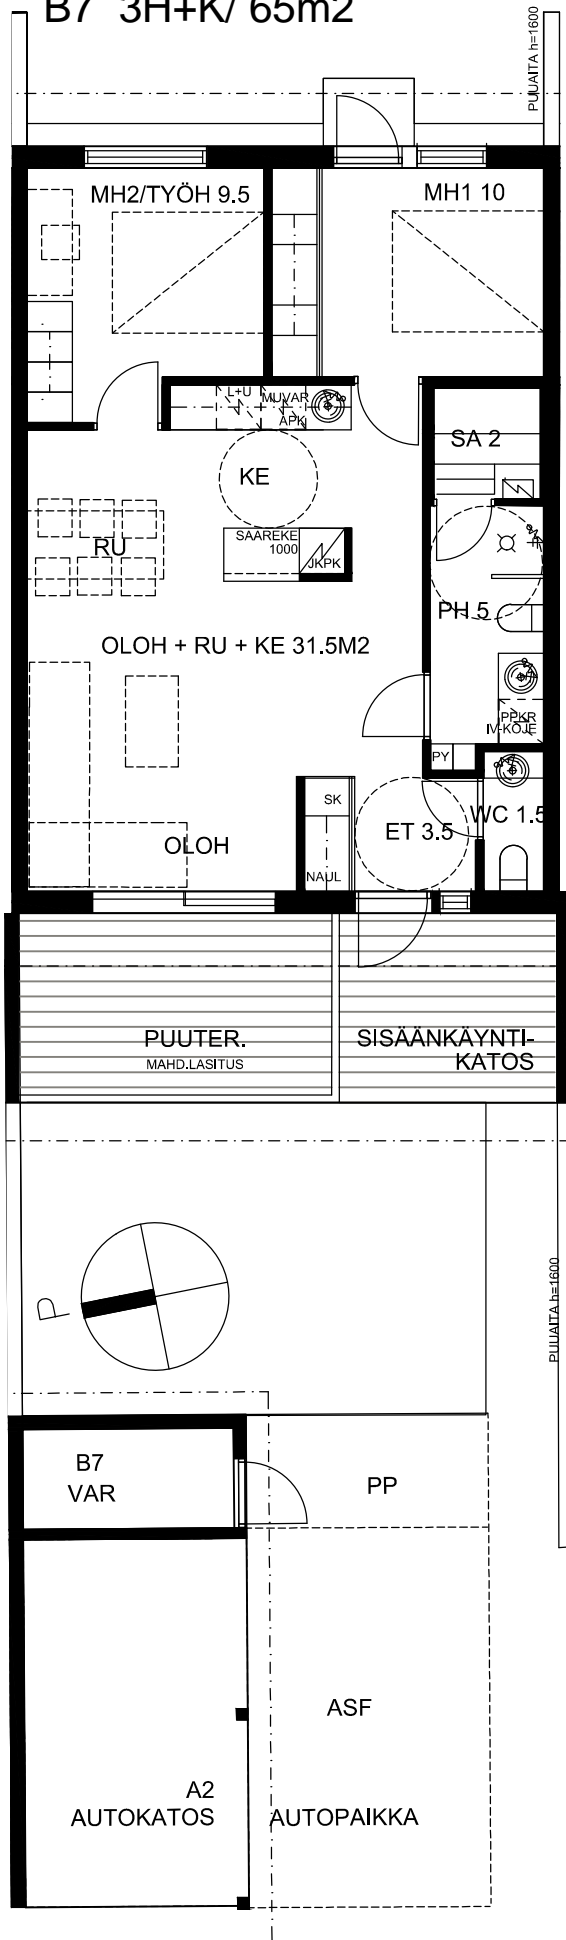 B7 3H+K/ 65m2
PUUAITA h=1600
MH2/TYÖH 9.5
MH1 10
L+U
MUVAR
APK
SA 2
KE
SAAREKE
1000
JKPK
RU
PH 5
OLOH + RU + KE 31.5M2
PPKR
IV-KOJE
PY
SK
WC 1.5
ET 3.5
OLOH
NAUL
PUUTER.
MAHD.LASITUS
SISÄÄNKÄYNTI-
KATOS
P
PUUAITA h=1600
B7
VAR
PP
ASF
A2
AUTOKATOS
AUTOPAIKKA